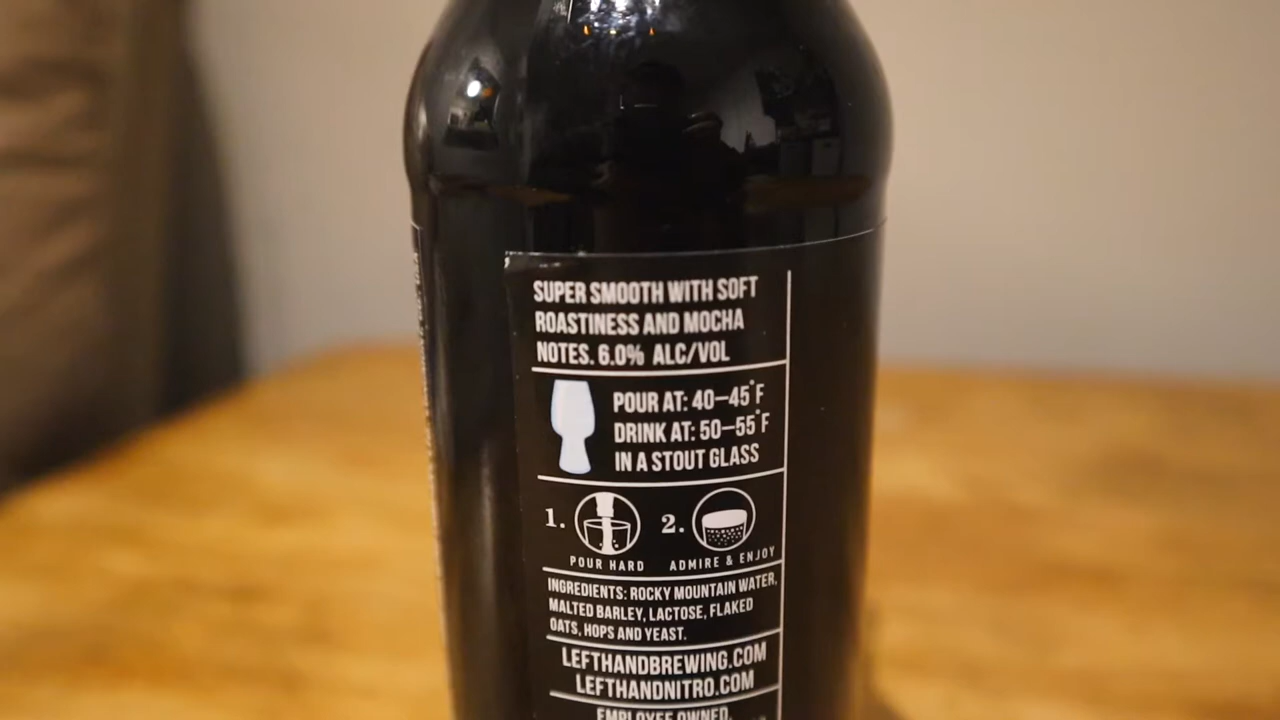 SUPER SMOOTH WITH SOFT
ROASTINESS AND MOCHA
NOTES. 6.0% ALC/VOL
POUR AT: 40–45°F
DRINK AT: 50–55°F
IN A STOUT GLASS
1. 2.
POUR HARD ADMIRE & ENJOY
INGREDIENTS: ROCKY MOUNTAIN WATER,
MALTED BARLEY, LACTOSE, FLAKED
OATS, HOPS AND YEAST.
LEFTHANDBREWING.COM
LEFTHANDNITRO.COM
EMPLOYEE OWNED.